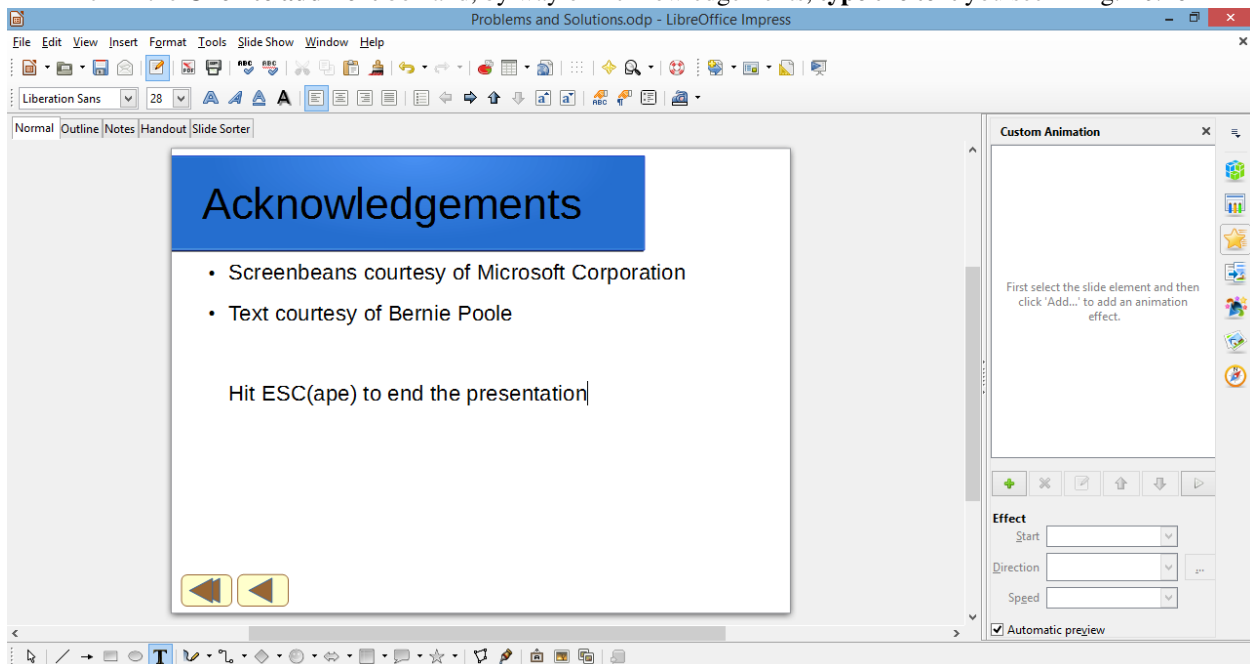 Problems and Solutions.odp - LibreOffice Impress
File Edit View Insert Format Tools Slide Show Window Help
Liberation Sans 28
Normal Outline Notes Handout Slide Sorter
Custom Animation
Acknowledgements
• Screenbeans courtesy of Microsoft Corporation
• Text courtesy of Bernie Poole
Hit ESC(ape) to end the presentation
First select the slide element and then
click 'Add...' to add an animation
effect.
Effect
Start
Direction
Speed
Automatic preview